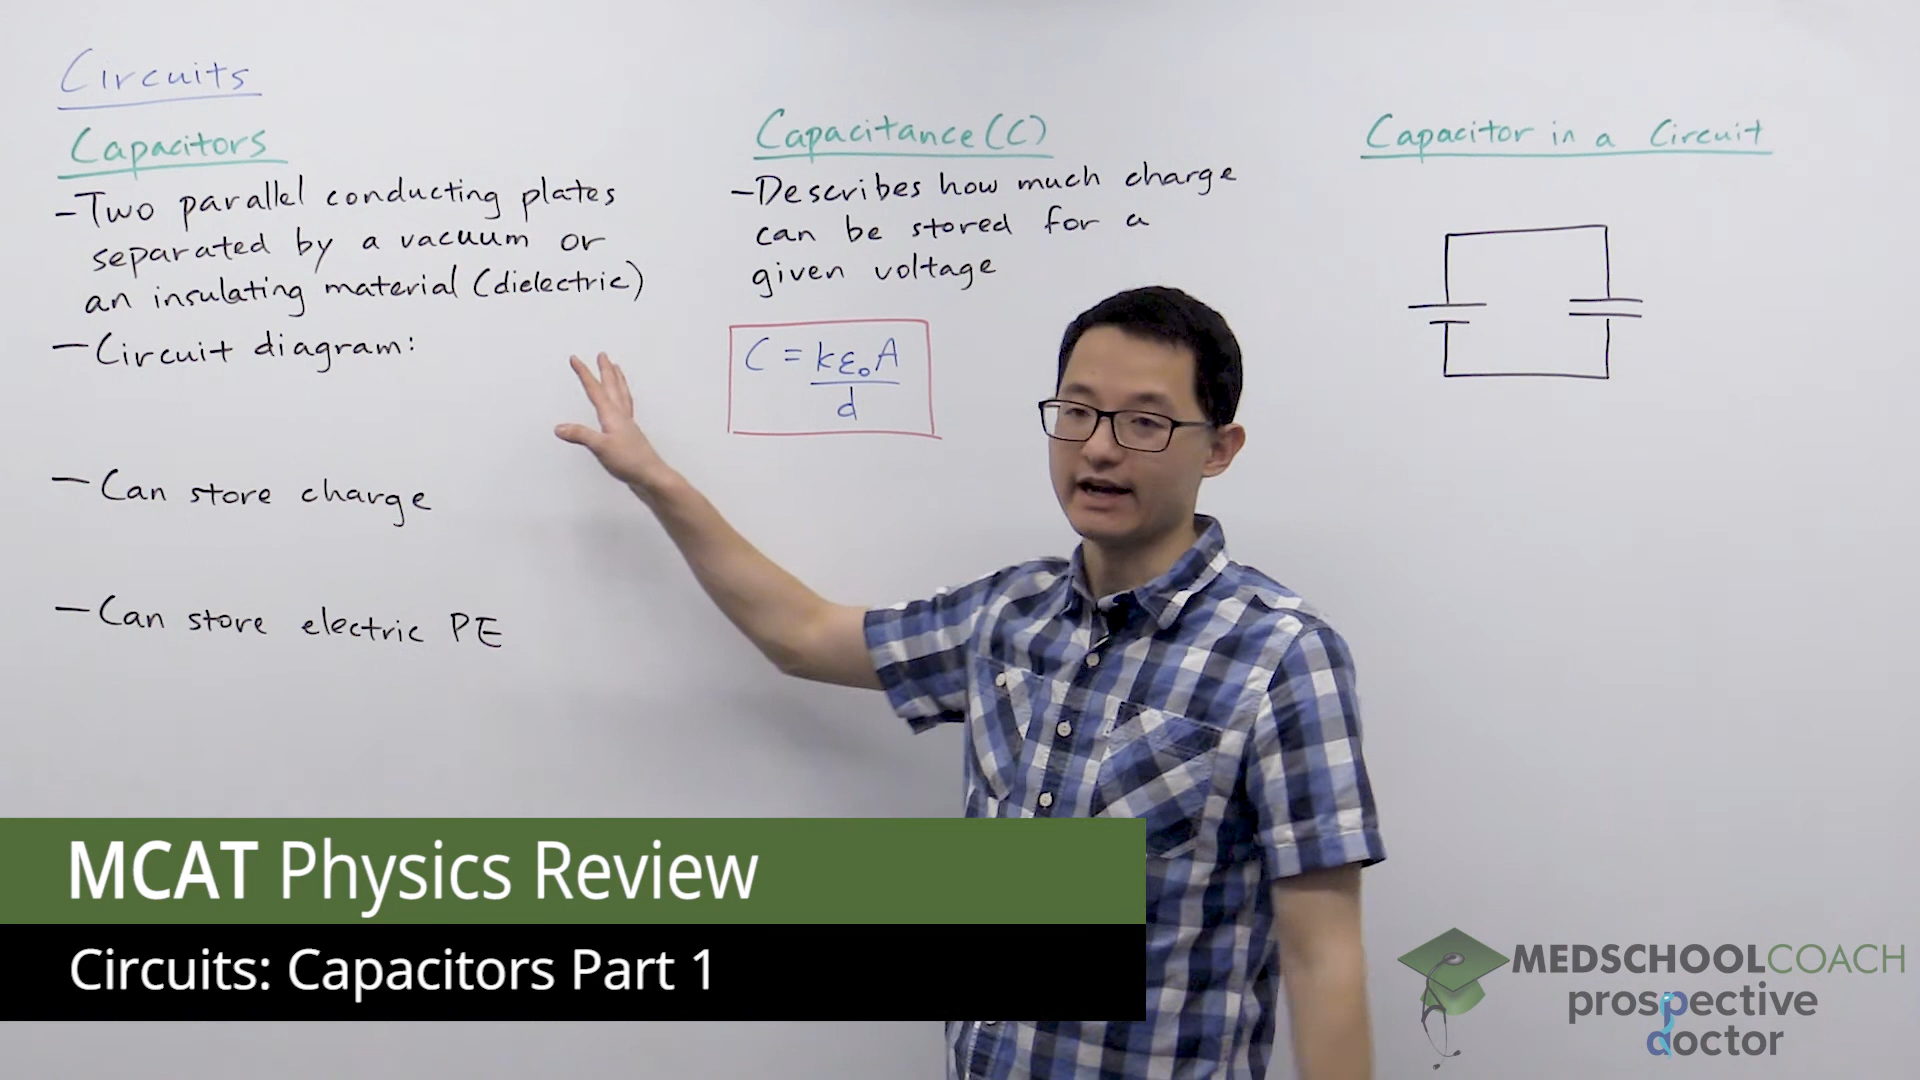 Circuits
Capacitors
-Two parallel conducting plates
separated by a vacuum or
an insulating material (dielectric)
-Circuit diagram:
-Can store charge
-Can store electric PE
Capacitance (C)
-Describes how much charge
can be stored for a
given voltage
C = kε₀A
d
Capacitor in a Circuit
MCAT Physics Review
Circuits: Capacitors Part 1
MEDSCHOOLCOACH
prospective
doctor